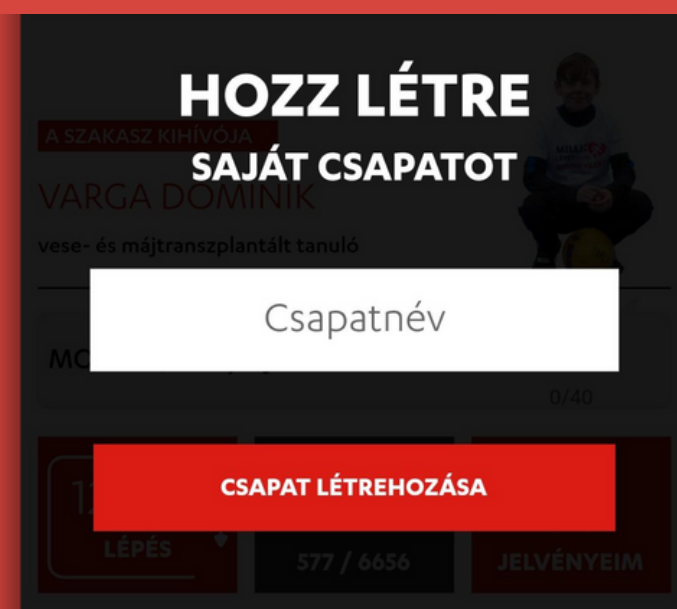 HOZZ LÉTRE
A SZAKASZ KIHÍVÓJA
SAJÁT CSAPATOT
VARGA DOMINIK
vese- és májtranszplantált tanuló
Csapatnév
0/40
CSAPAT LÉTREHOZÁSA
LÉPÉS
577 / 6656
JELVÉNYEIM